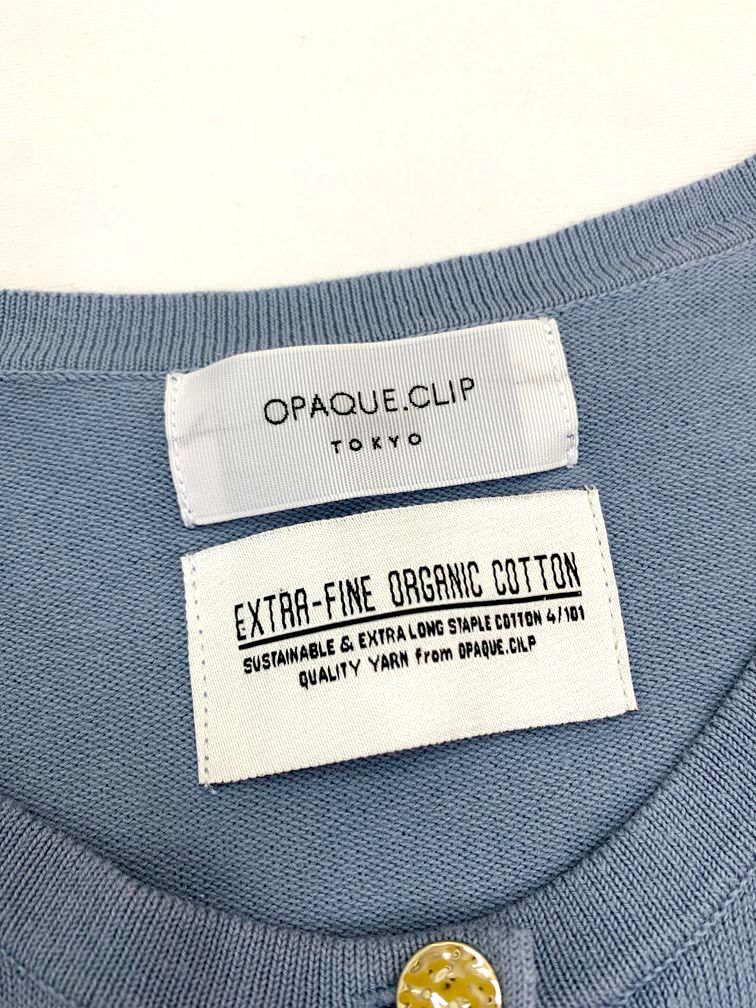 OPAQUE.CLIP
TOKYO
EXTRA-FINE ORGANIC COTTON
SUSTAINABLE & EXTRA LONG STAPLE COTTON 4/101
QUALITY YARN from OPAQUE.CILP